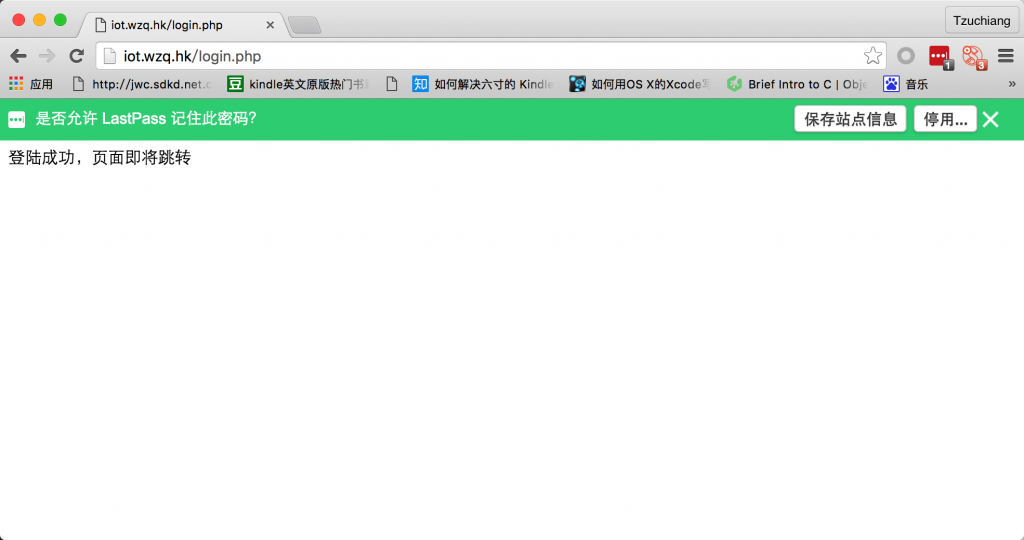 iot.wzq.hk/login.php
Tzuchiang
iot.wzq.hk/login.php
1
3
应用
http://jwc.sdkd.net.c
豆
kindle英文原版热门书
知
如何解决六寸的 Kindle
如何用OS X的Xcode写
Brief Intro to C | Obje
音乐
»
是否允许 LastPass 记住此密码?
保存站点信息
停用...
登陆成功，页面即将跳转